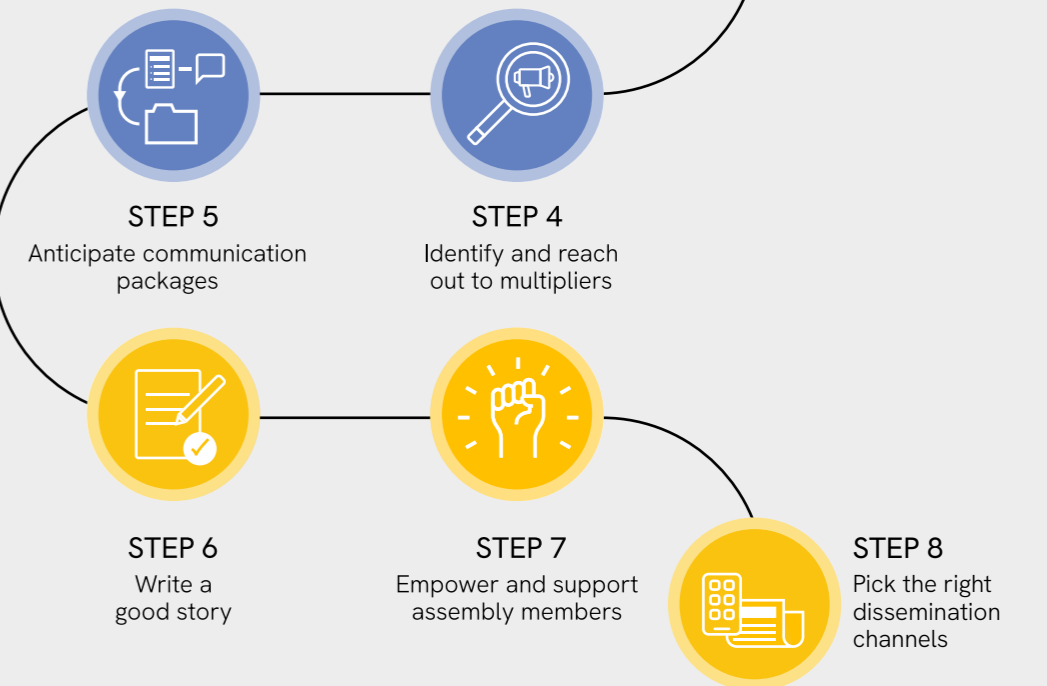 STEP 5
Anticipate communication
packages
STEP 4
Identify and reach
out to multipliers
STEP 6
Write a
good story
STEP 7
Empower and support
assembly members
STEP 8
Pick the right
dissemination
channels